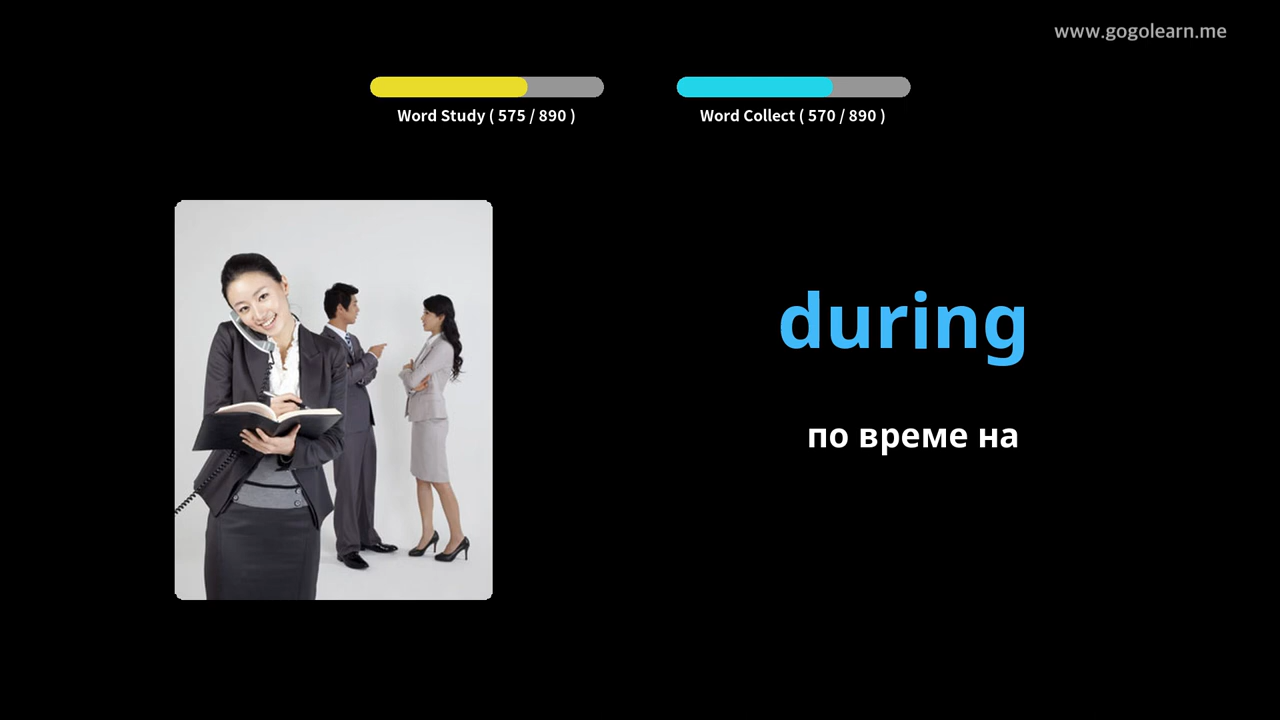 www.gogolearn.me
Word Study ( 575 / 890 )
Word Collect ( 570 / 890 )
during
по време на